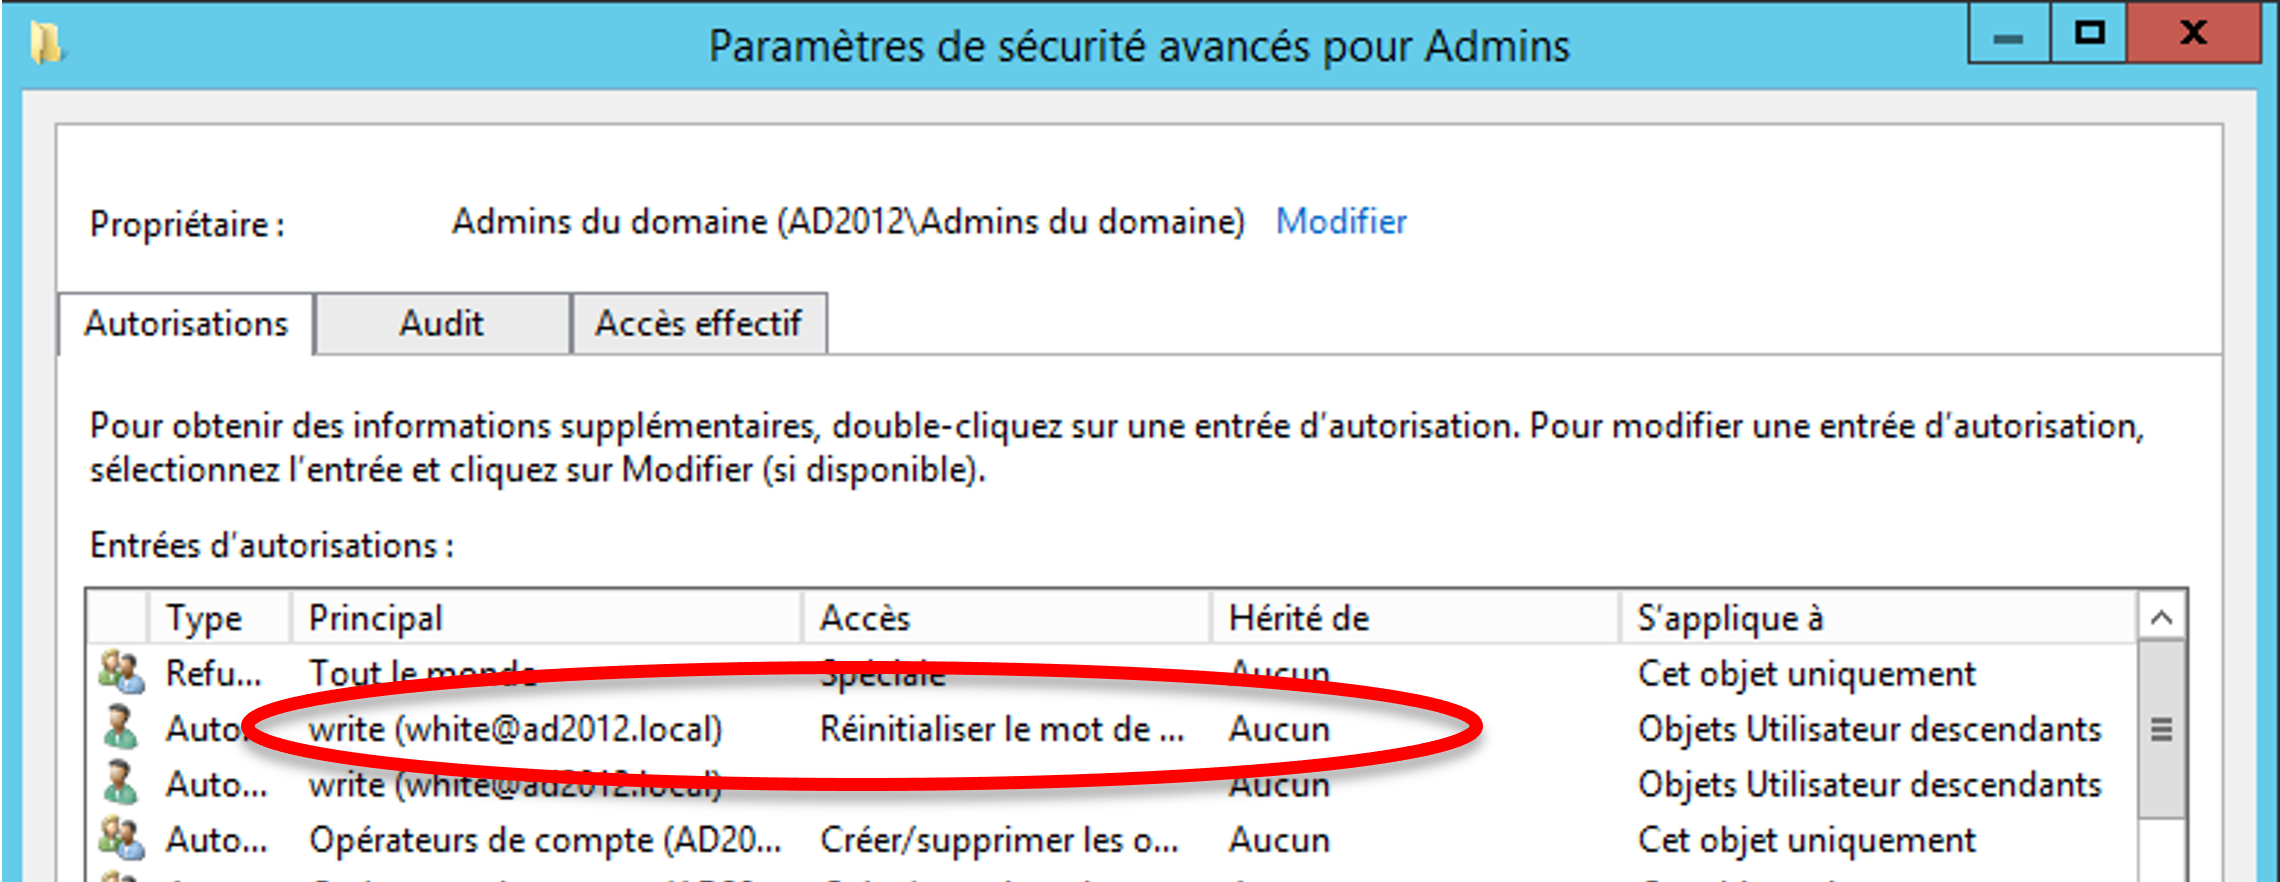 Paramètres de sécurité avancés pour Admins
Propriétaire : Admins du domaine (AD2012\Admins du domaine) Modifier
Autorisations Audit Accès effectif
Pour obtenir des informations supplémentaires, double-cliquez sur une entrée d'autorisation. Pour modifier une entrée d'autorisation,
sélectionnez l'entrée et cliquez sur Modifier (si disponible).
Entrées d'autorisations :
Type Principal Accès Hérité de S'applique à
Refu... Tout le monde Spéciale Aucun Cet objet uniquement
Auto... write (white@ad2012.local) Réinitialiser le mot de ... Aucun Objets Utilisateur descendants
Auto... write (white@ad2012.local) Aucun Objets Utilisateur descendants
Auto... Opérateurs de compte (AD20... Créer/supprimer les o... Aucun Cet objet uniquement